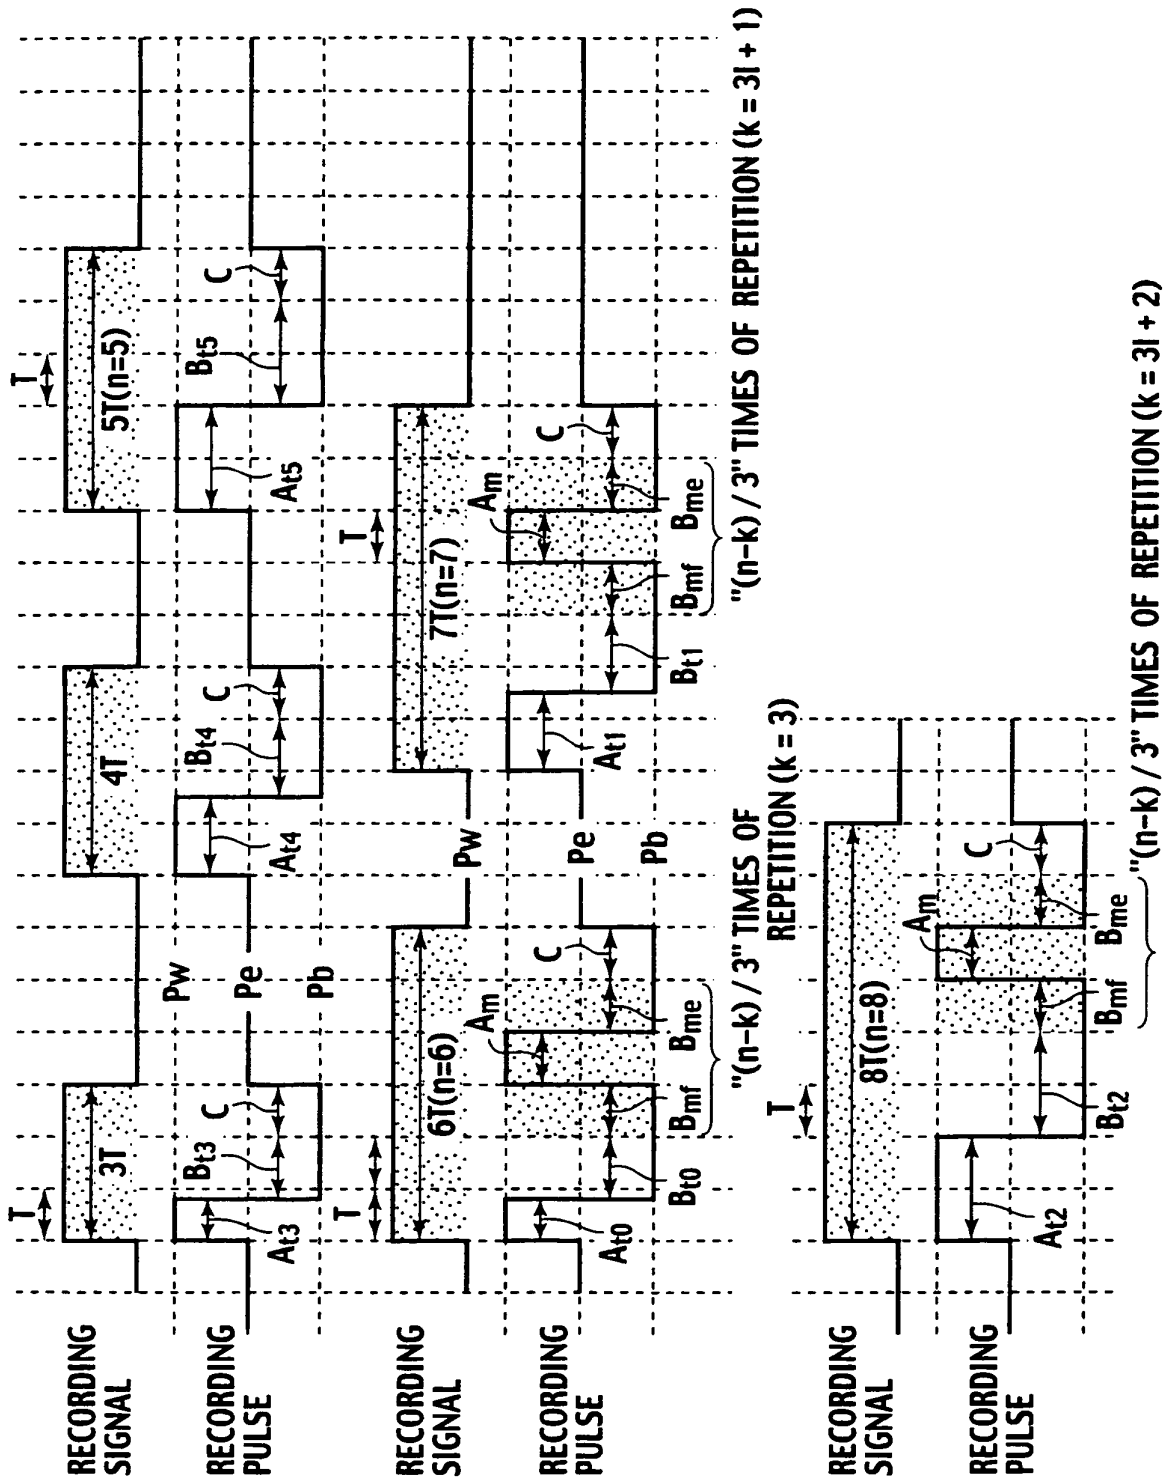 RECORDING
SIGNAL
T
3T
4T
T
5T(n=5)
RECORDING
PULSE
At3
Bt3
C
Pw
Pe
Pb
At4
Bt4
C
At5
Bt5
C
RECORDING
SIGNAL
T
6T(n=6)
T
7T(n=7)
RECORDING
PULSE
At0
Bt0
Bmf
Am
Bme
C
Pw
Pe
Pb
At1
Bt1
Bmf
Am
Bme
C
"(n-k) / 3" TIMES OF
REPETITION (k = 3)
"(n-k) / 3" TIMES OF REPETITION (k = 3l + 1)
RECORDING
SIGNAL
T
8T(n=8)
RECORDING
PULSE
At2
Bt2
Bmf
Am
Bme
C
"(n-k) / 3" TIMES OF REPETITION (k = 3l + 2)